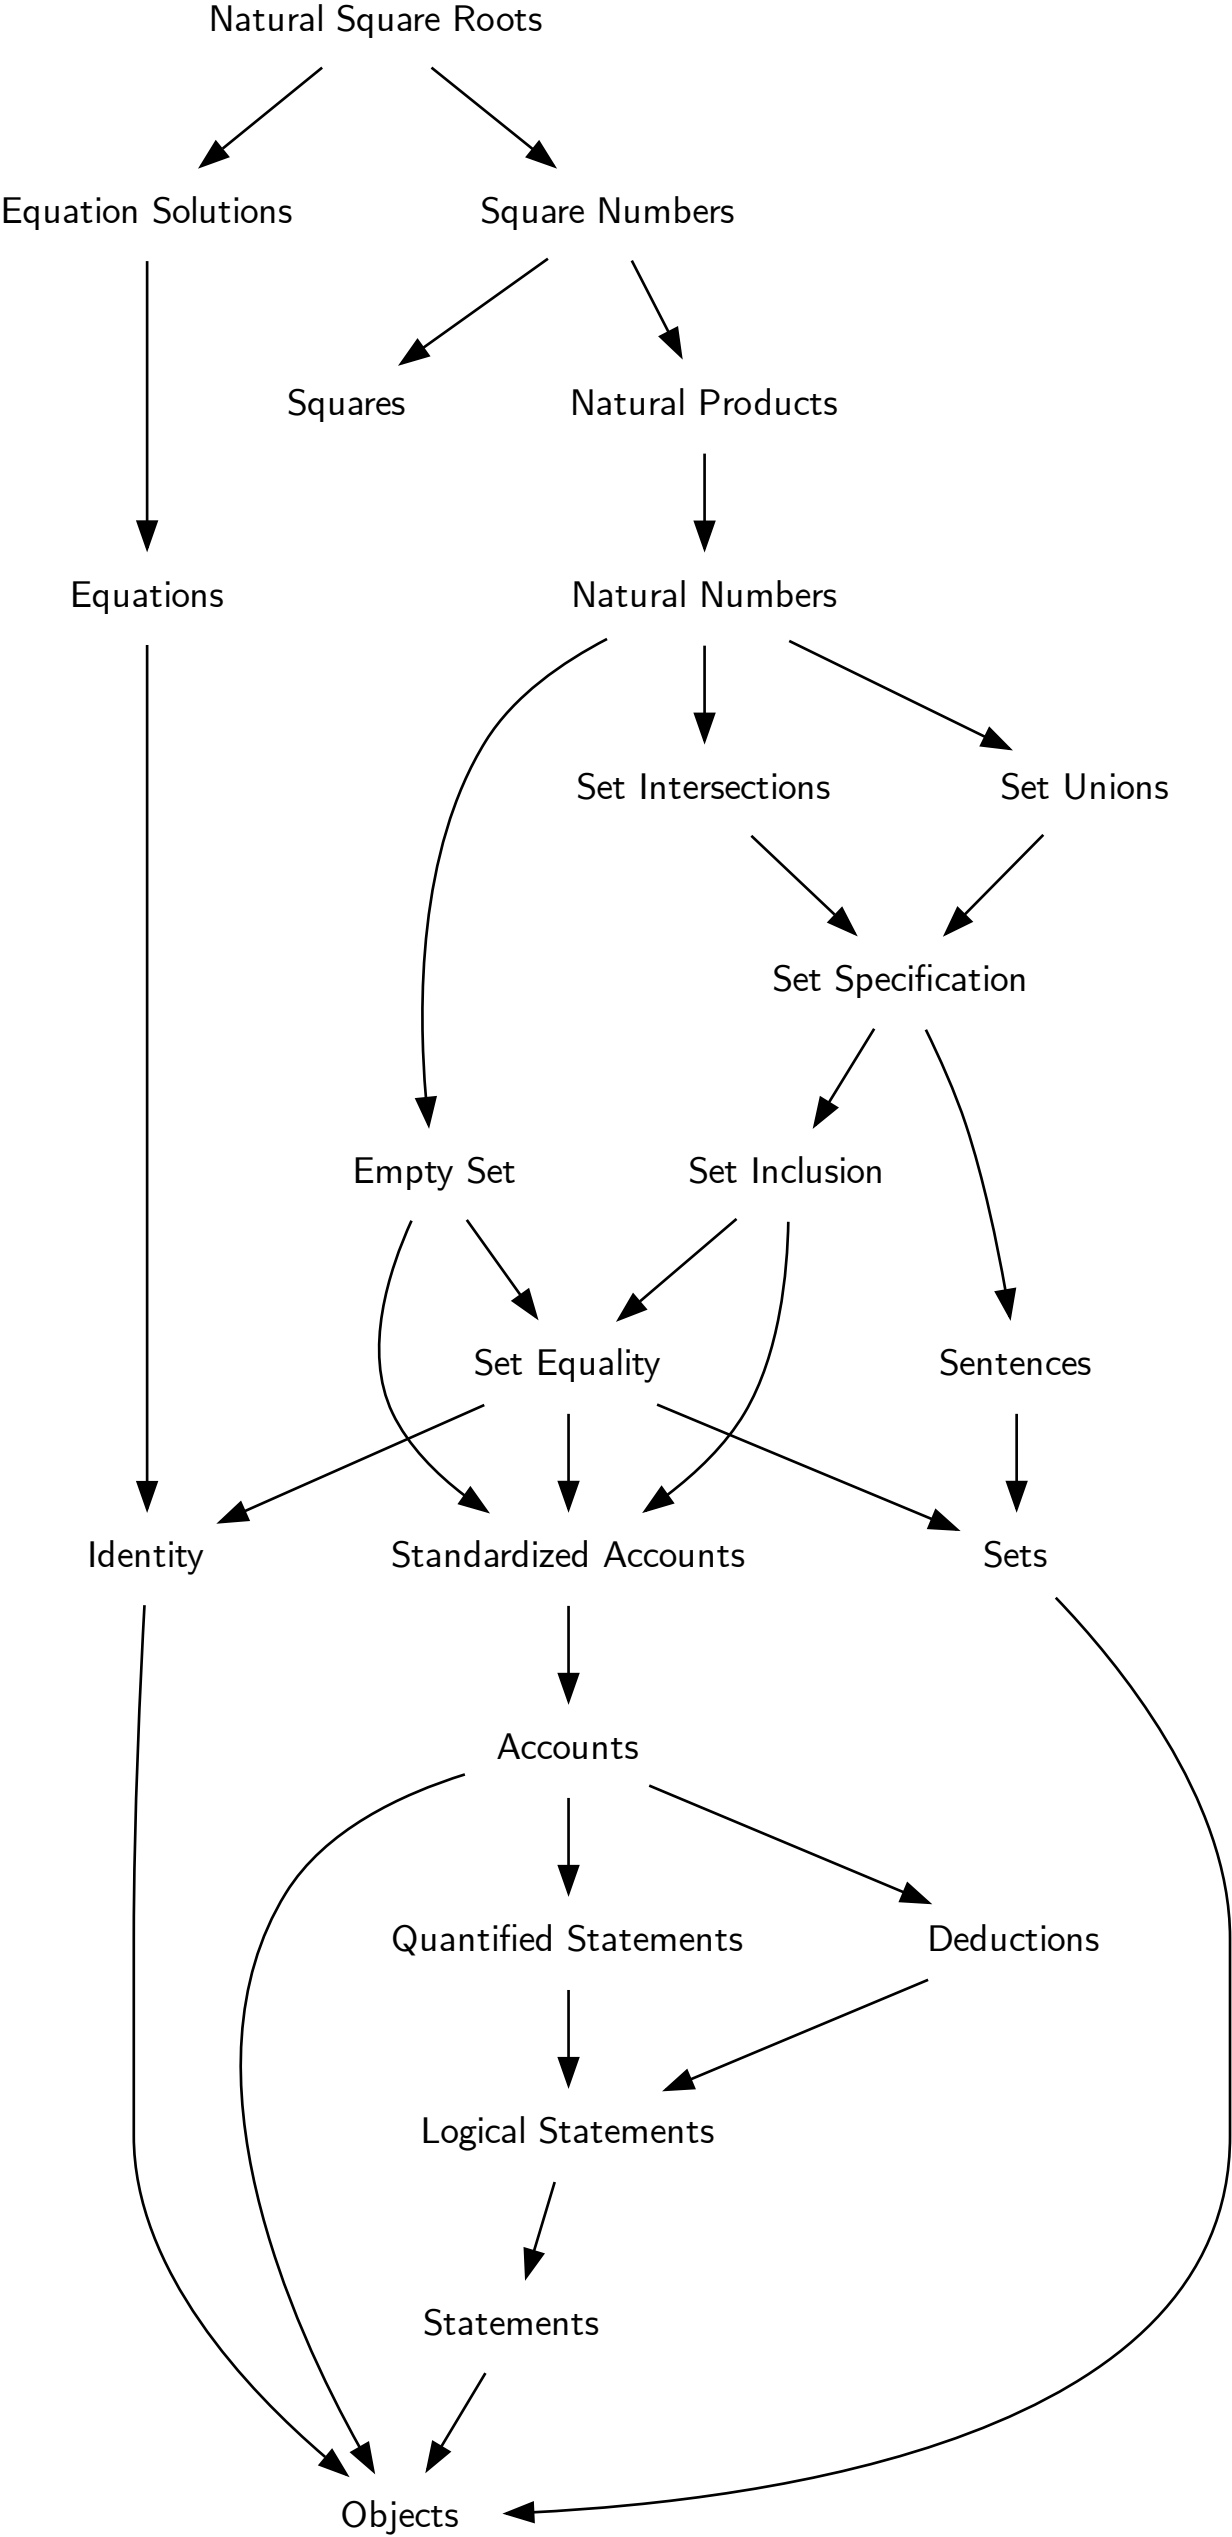 Natural Square Roots
Equation Solutions
Square Numbers
Squares
Natural Products
Equations
Natural Numbers
Set Intersections
Set Unions
Set Specification
Empty Set
Set Inclusion
Set Equality
Sentences
Identity
Standardized Accounts
Sets
Accounts
Quantified Statements
Deductions
Logical Statements
Statements
Objects